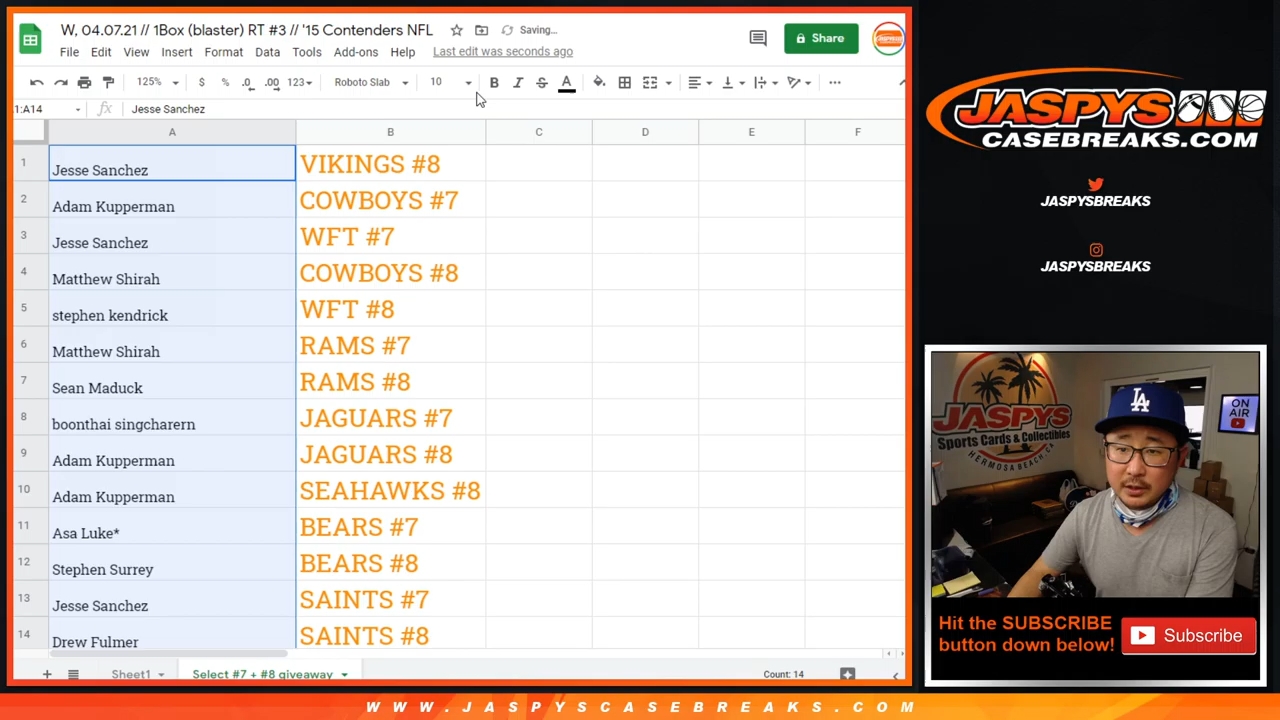 W, 04.07.21 // 1Box (blaster) RT #3 // '15 Contenders NFL
Saving…
Share
File Edit View Insert Format Data Tools Add-ons Help Last edit was seconds ago
125% $ % .0 .00 123 Roboto Slab 10 B I S A
1:A14 fx Jesse Sanchez
A B C D E F
1 Jesse Sanchez VIKINGS #8
2 Adam Kupperman COWBOYS #7
3 Jesse Sanchez WFT #7
4 Matthew Shirah COWBOYS #8
5 stephen kendrick WFT #8
6 Matthew Shirah RAMS #7
7 Sean Maduck RAMS #8
8 boonthai singcharern JAGUARS #7
9 Adam Kupperman JAGUARS #8
10 Adam Kupperman SEAHAWKS #8
11 Asa Luke* BEARS #7
12 Stephen Surrey BEARS #8
13 Jesse Sanchez SAINTS #7
14 Drew Fulmer SAINTS #8
Sheet1 Select #7 + #8 giveaway Count: 14
JASPYS
CASEBREAKS.COM
JASPYSBREAKS
JASPYSBREAKS
JASPYS
Sports Cards & Collectibles
HERMOSA BEACH, CA
LA
ON
AIR
Hit the SUBSCRIBE
button down below!
Subscribe
WWW.JASPYSCASEBREAKS.COM